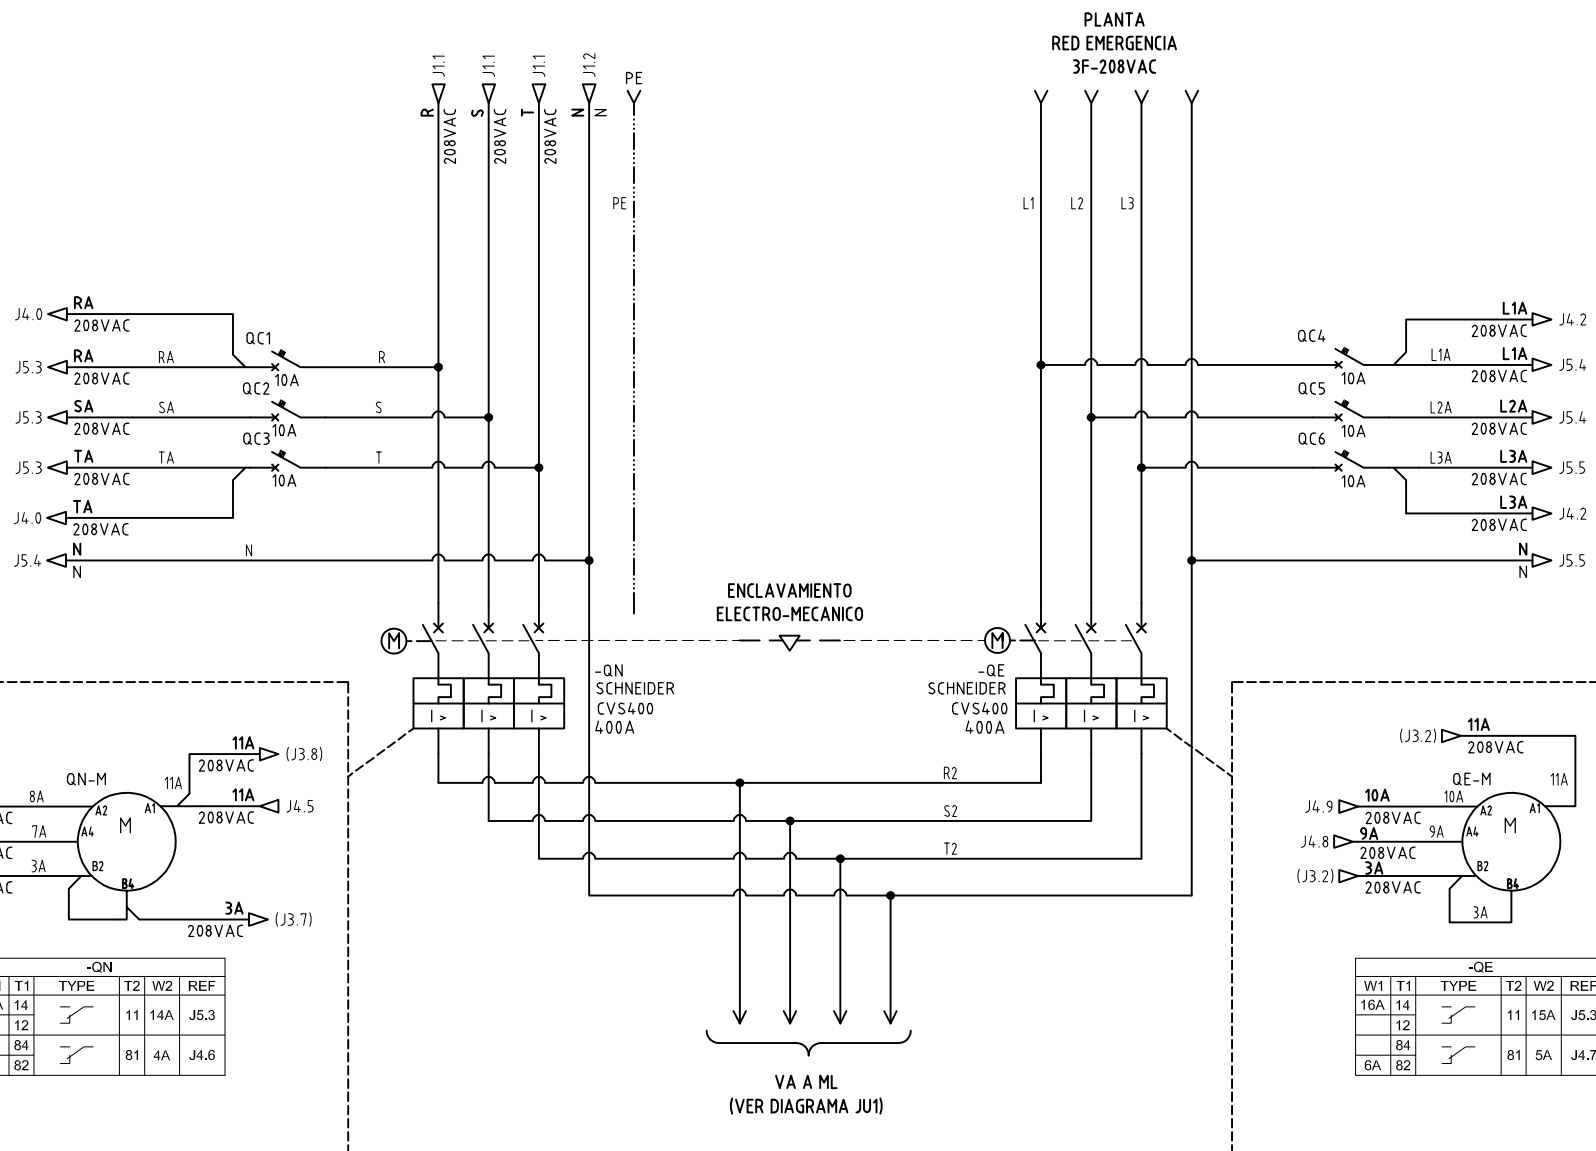 PLANTA
RED EMERGENCIA
3F-208VAC
J1.1
J1.1
J1.1
J1.2
PE
R
208VAC
S
208VAC
T
208VAC
N
N
PE
L1
L2
L3
J4.0
RA
208VAC
QC1
J5.3
RA
208VAC
RA
10A
R
QC2
J5.3
SA
208VAC
SA
10A
S
QC3
J5.3
TA
208VAC
TA
10A
T
J4.0
TA
208VAC
J5.4
N
N
N
L1A
208VAC
J4.2
QC4
10A
L1A
L1A
208VAC
J5.4
QC5
10A
L2A
L2A
208VAC
J5.4
QC6
10A
L3A
L3A
208VAC
J5.5
L3A
208VAC
J4.2
N
N
J5.5
ENCLAVAMIENTO
ELECTRO-MECANICO
M
M
-QN
SCHNEIDER
CVS400
400A
-QE
SCHNEIDER
CVS400
400A
I >
I >
I >
I >
I >
I >
R2
S2
T2
QN-M
11A
11A
208VAC
(J3.8)
11A
208VAC
J4.5
8A
AC
7A
AC
3A
AC
A2
A1
A4
M
B2
B4
3A
208VAC
(J3.7)
(J3.2)
11A
208VAC
QE-M
11A
J4.9
10A
208VAC
10A
J4.8
9A
208VAC
9A
(J3.2)
3A
208VAC
A2
A1
A4
M
B2
B4
3A
-QN
T1 TYPE T2 W2 REF
14 11 14A J5.3
12
84 81 4A J4.6
82
-QE
W1 T1 TYPE T2 W2 REF
16A 14 11 15A J5.3
12
84 81 5A J4.7
6A 82
VA A ML
(VER DIAGRAMA JU1)